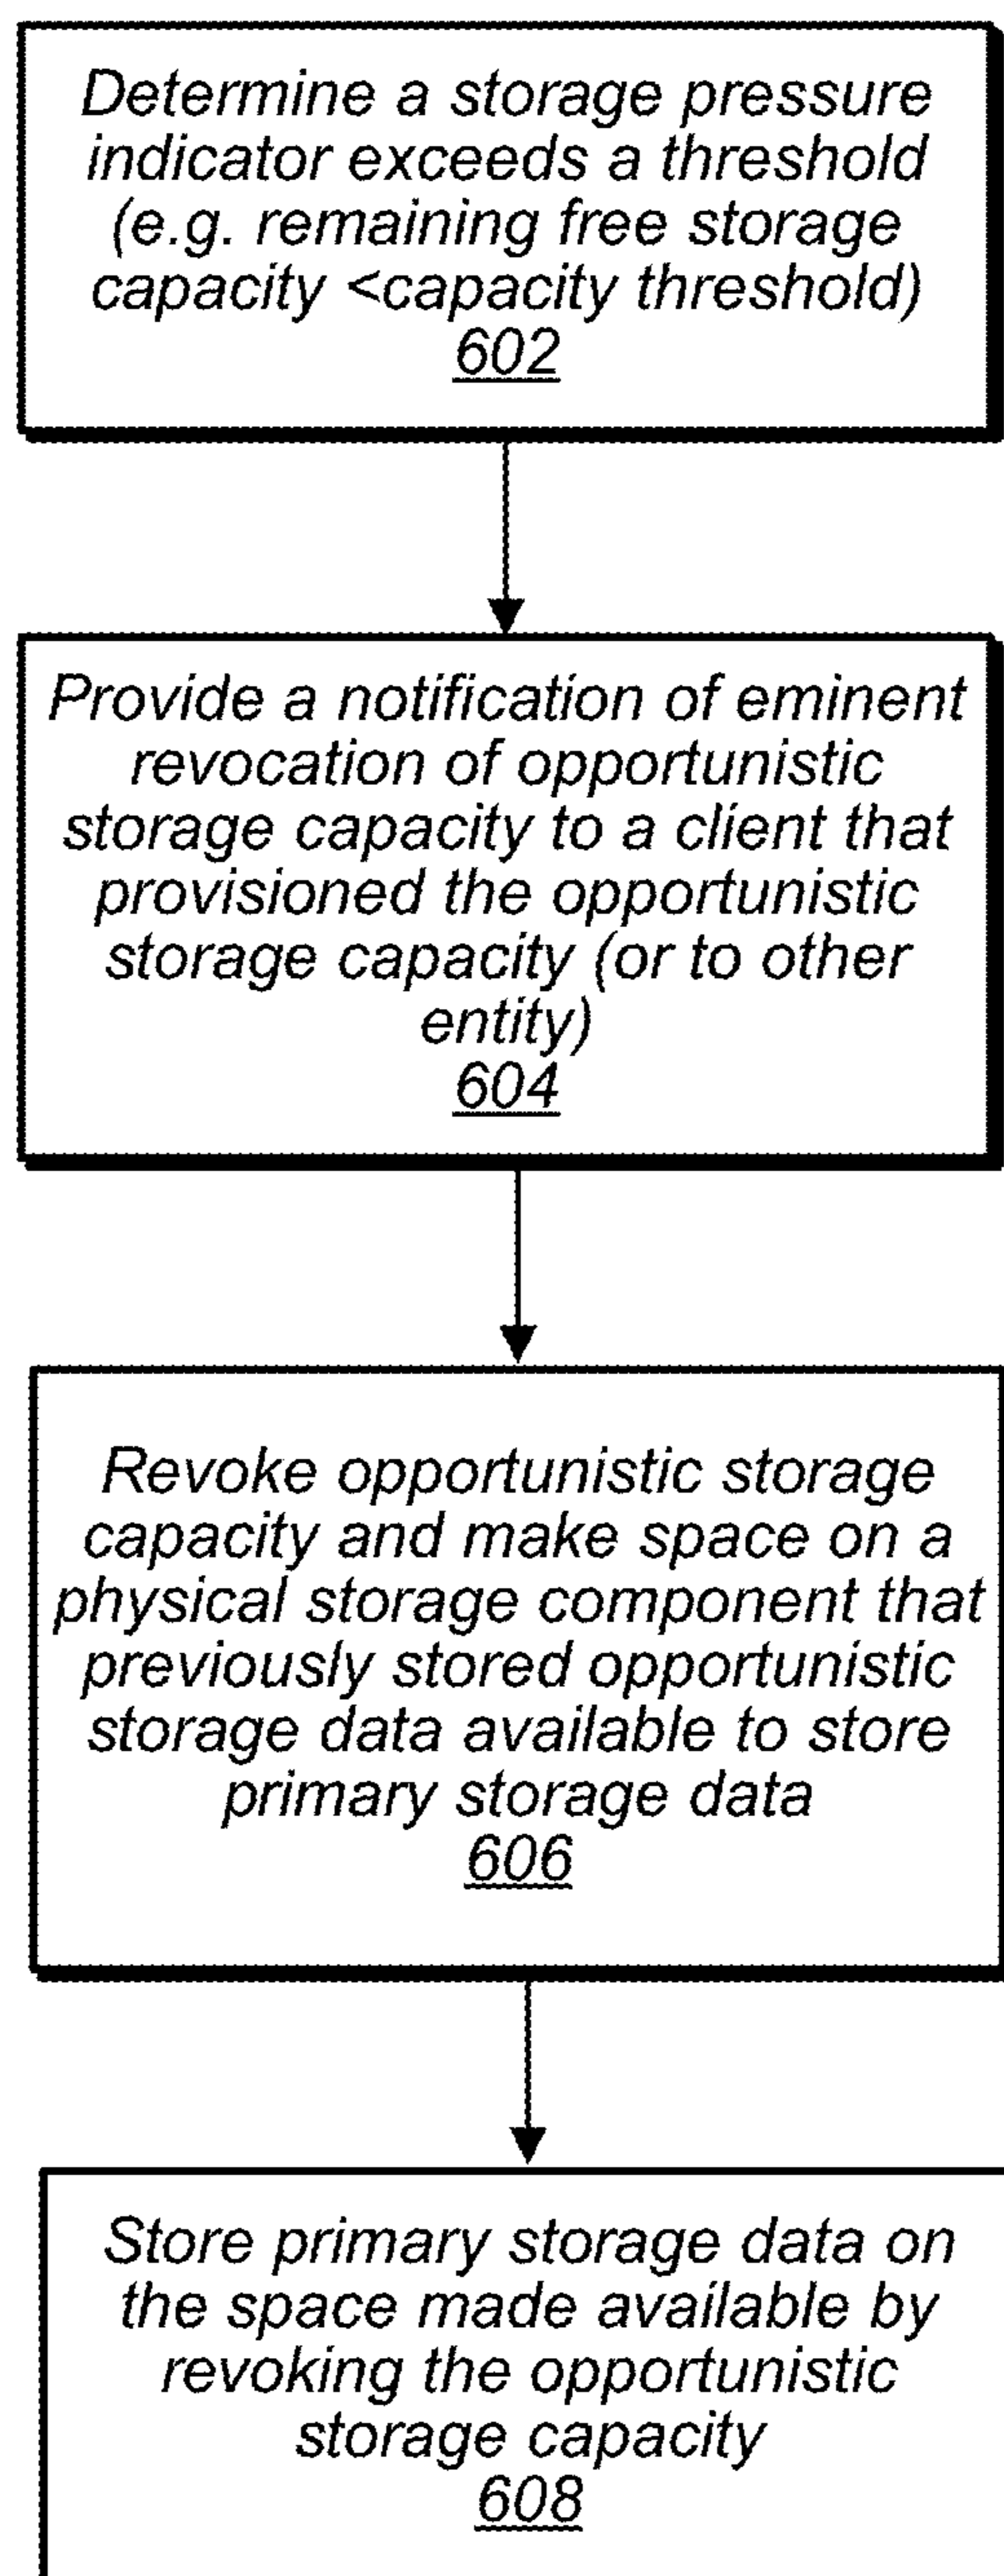 Determine a storage pressure
indicator exceeds a threshold
(e.g. remaining free storage
capacity <capacity threshold)
602
Provide a notification of eminent
revocation of opportunistic
storage capacity to a client that
provisioned the opportunistic
storage capacity (or to other
entity)
604
Revoke opportunistic storage
capacity and make space on a
physical storage component that
previously stored opportunistic
storage data available to store
primary storage data
606
Store primary storage data on
the space made available by
revoking the opportunistic
storage capacity
608